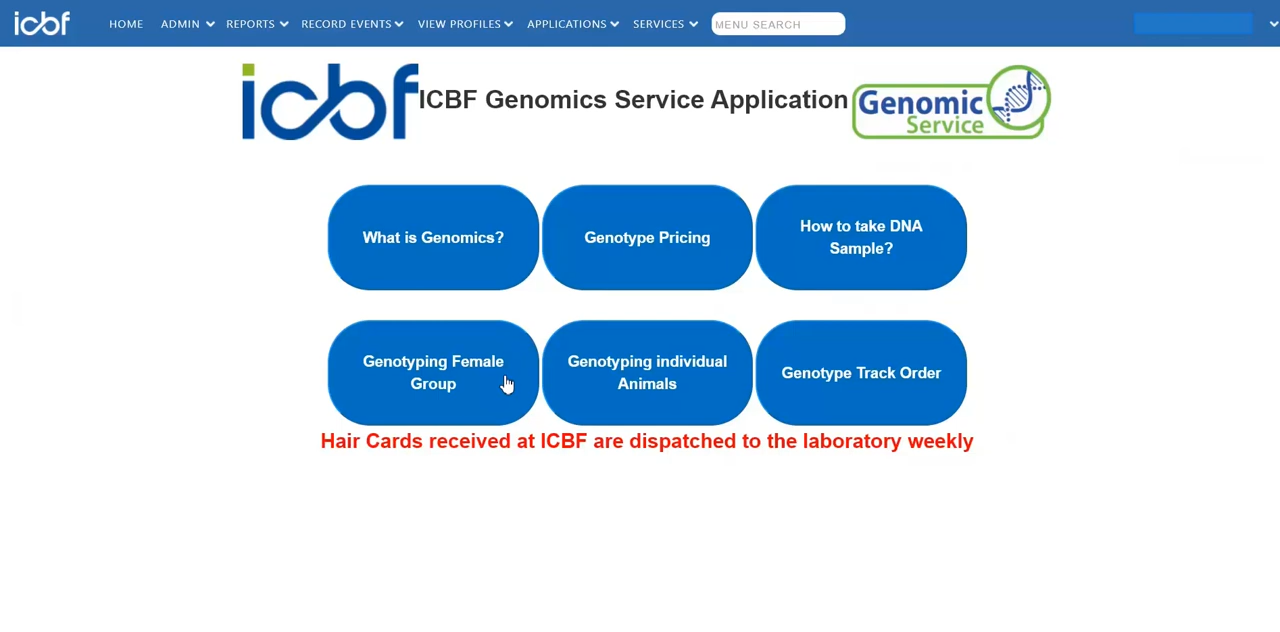 icbf HOME ADMIN REPORTS RECORD EVENTS VIEW PROFILES APPLICATIONS SERVICES MENU SEARCH
icbf ICBF Genomics Service Application Genomic
Service
What is Genomics?
Genotype Pricing
How to take DNA
Sample?
Genotyping Female
Group
Genotyping individual
Animals
Genotype Track Order
Hair Cards received at ICBF are dispatched to the laboratory weekly